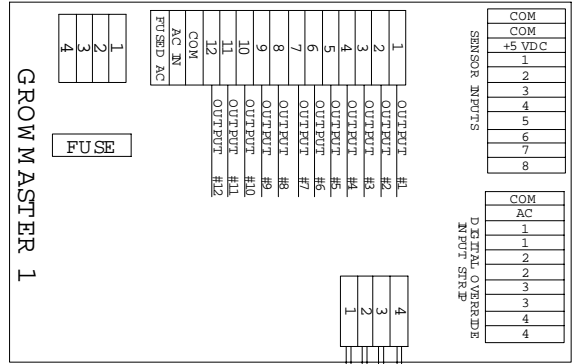 4
3
2
1
FUSED AC
AC IN
COM
12
11
10
9
8
7
6
5
4
3
2
1
OUTPUT #12
OUTPUT #11
OUTPUT #10
OUTPUT #9
OUTPUT #8
OUTPUT #7
OUTPUT #6
OUTPUT #5
OUTPUT #4
OUTPUT #3
OUTPUT #2
OUTPUT #1
FUSE
GROWMASTER 1
SENSOR INPUTS
COM
COM
+5 VDC
1
2
3
4
5
6
7
8
DIGITAL OVERRIDE
INPUT STRIP
COM
AC
1
1
2
2
3
3
4
4
1
2
3
4